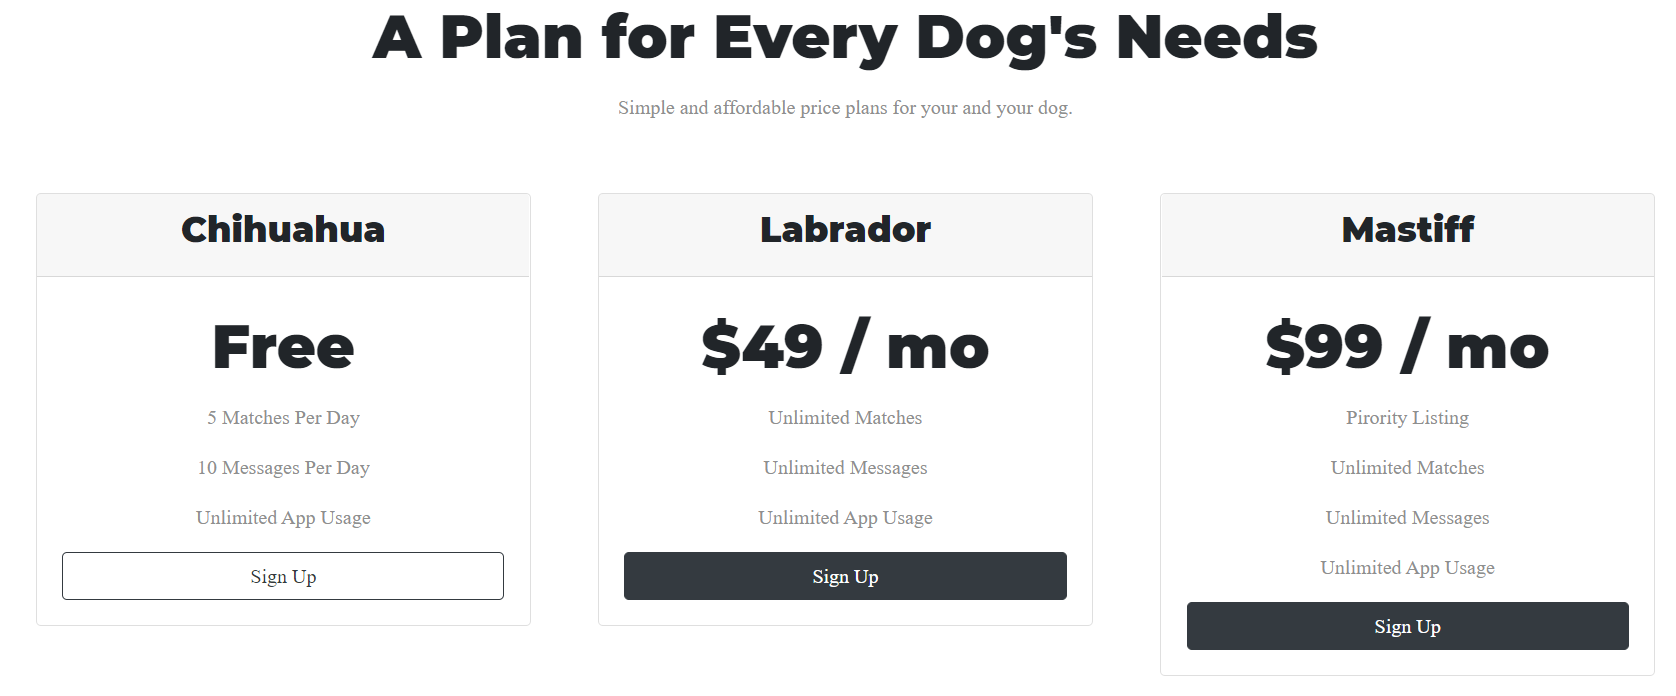 A Plan for Every Dog's Needs
Simple and affordable price plans for your and your dog.
Chihuahua
Free
5 Matches Per Day
10 Messages Per Day
Unlimited App Usage
Sign Up
Labrador
$49 / mo
Unlimited Matches
Unlimited Messages
Unlimited App Usage
Sign Up
Mastiff
$99 / mo
Pirority Listing
Unlimited Matches
Unlimited Messages
Unlimited App Usage
Sign Up